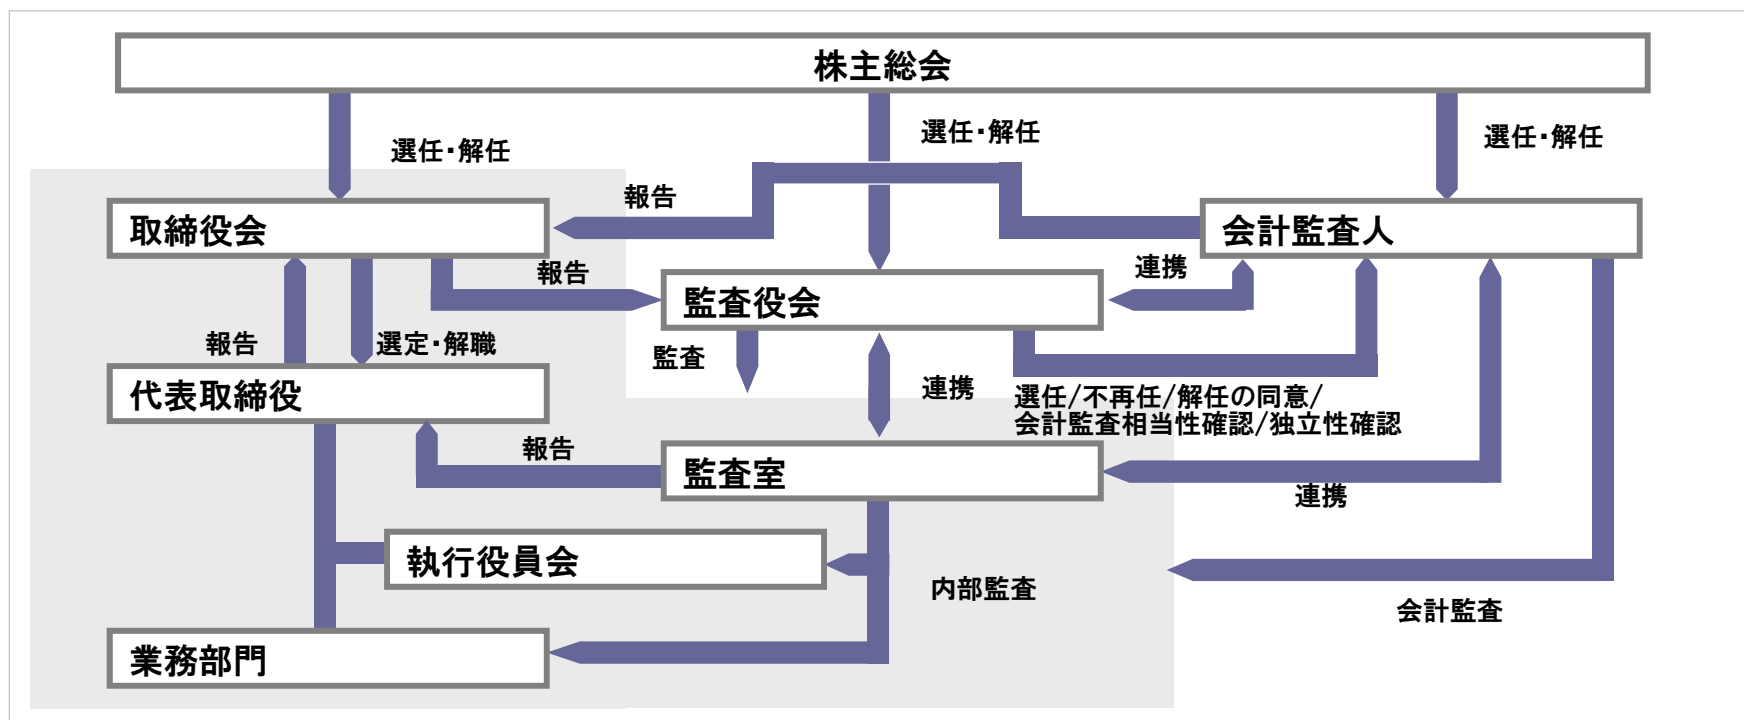 株主総会
選任・解任
選任・解任
選任・解任
報告
取締役会
会計監査人
報告
連携
監査役会
報告
選定・解職
監査
連携
代表取締役
選任/不再任/解任の同意/
会計監査相当性確認/独立性確認
報告
監査室
連携
執行役員会
内部監査
会計監査
業務部門